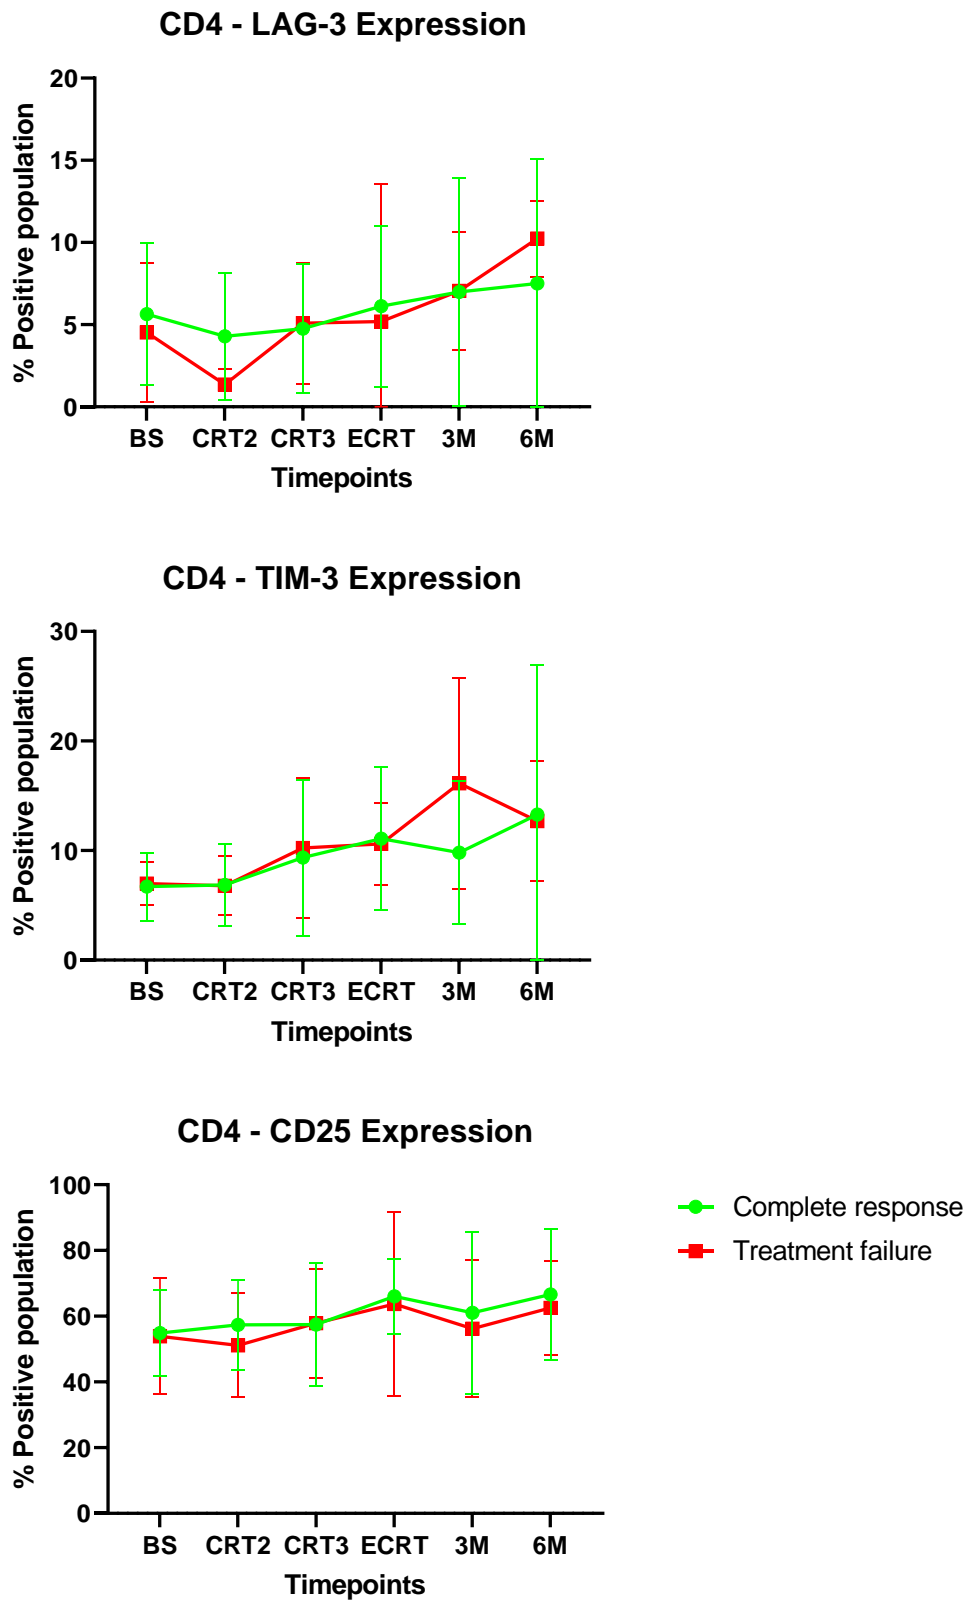 CD4 - LAG-3 Expression
% Positive population
20
15
10
5
0
BS CRT2 CRT3 ECRT 3M 6M
Timepoints
CD4 - TIM-3 Expression
% Positive population
30
20
10
0
BS CRT2 CRT3 ECRT 3M 6M
Timepoints
CD4 - CD25 Expression
% Positive population
100
80
60
40
20
0
BS CRT2 CRT3 ECRT 3M 6M
Timepoints
Complete response
Treatment failure